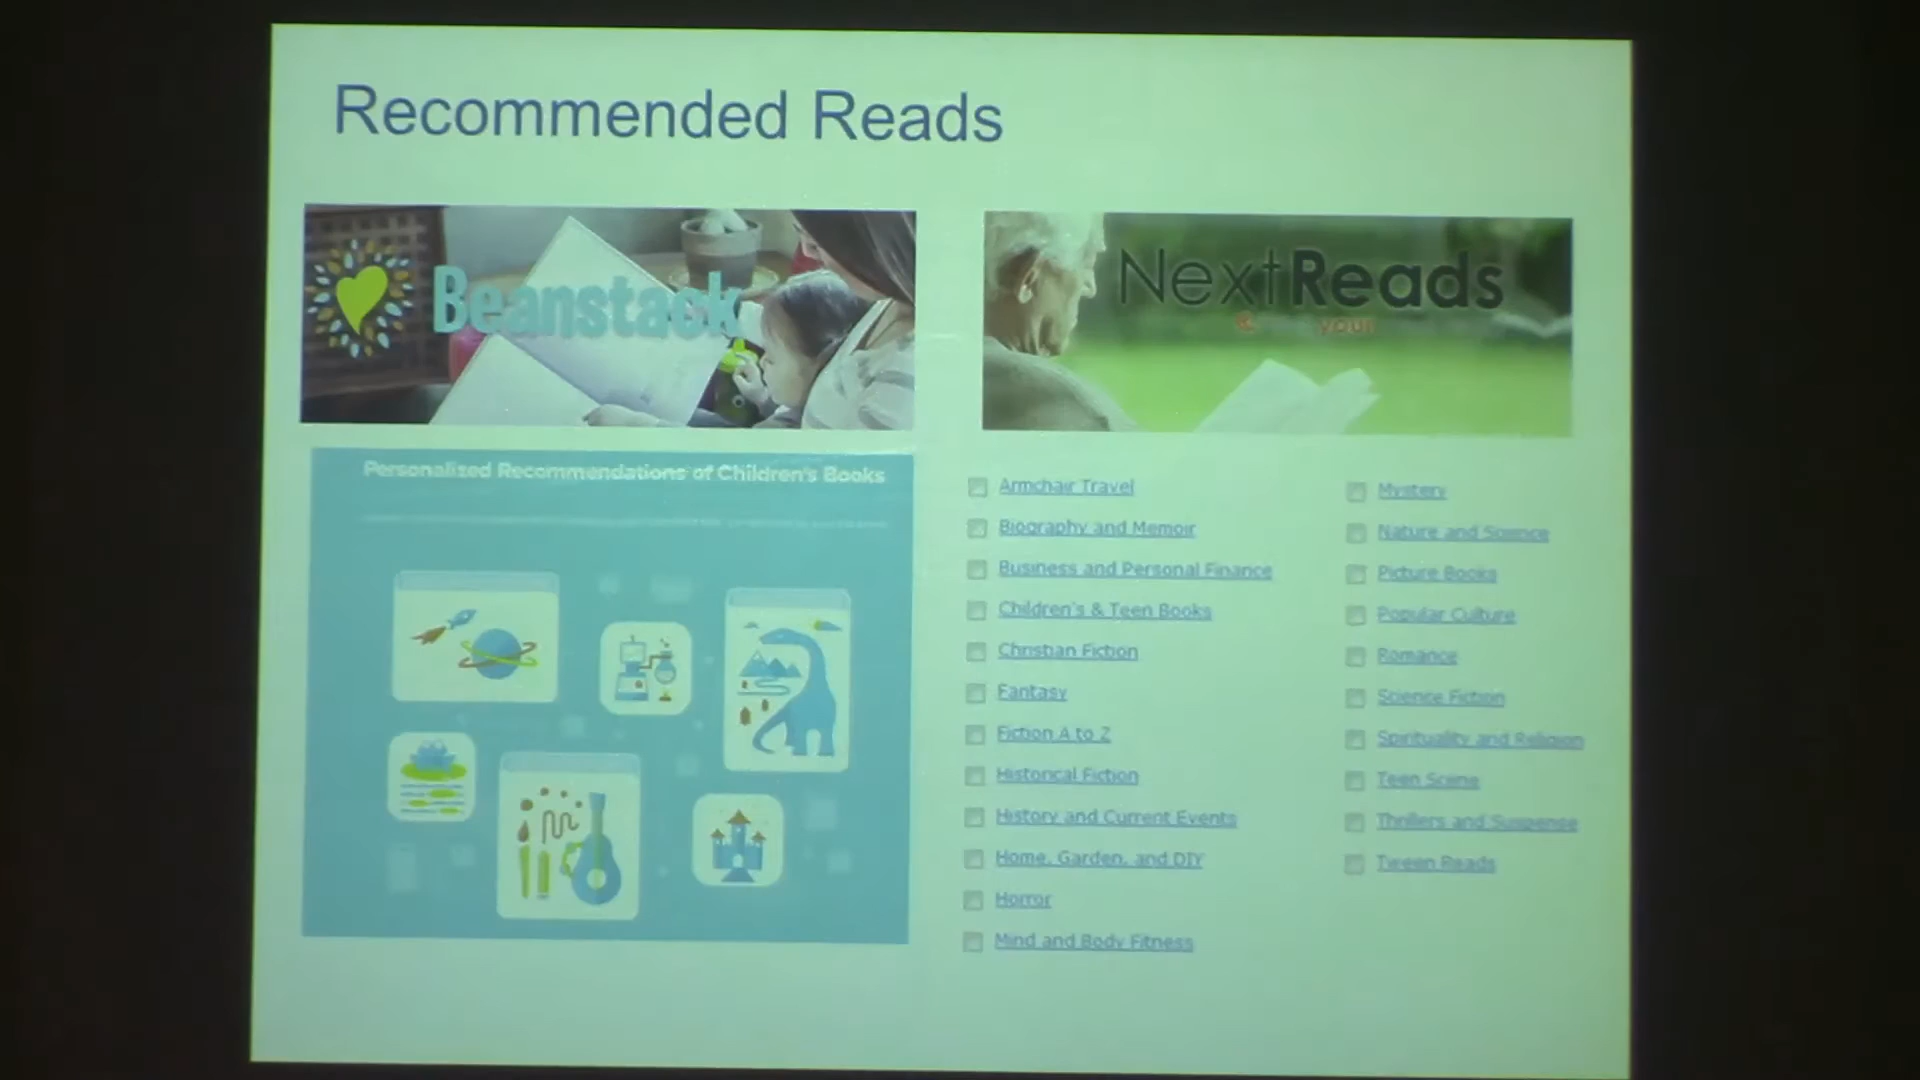 Recommended Reads
Beanstack
NextReads
your
Personalized Recommendations of Children's Books
Armchair Travel
Biography and Memoir
Business and Personal Finance
Children's & Teen Books
Christian Fiction
Fantasy
Fiction A to Z
Historical Fiction
History and Current Events
Home, Garden, and DIY
Horror
Mind and Body Fitness
Mystery
Nature and Science
Picture Books
Popular Culture
Romance
Science Fiction
Spirituality and Religion
Teen Scene
Thrillers and Suspense
Tween Reads